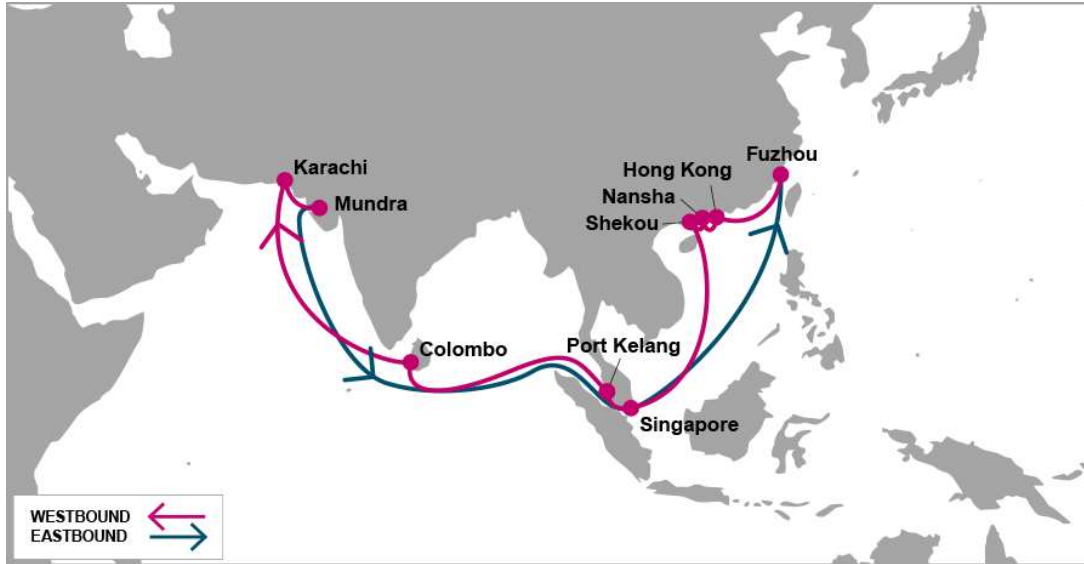 Fuzhou
Karachi
Hong Kong
Nansha
Mundra
Shekou
Port Kelang
Colombo
Singapore
WESTBOUND
EASTBOUND